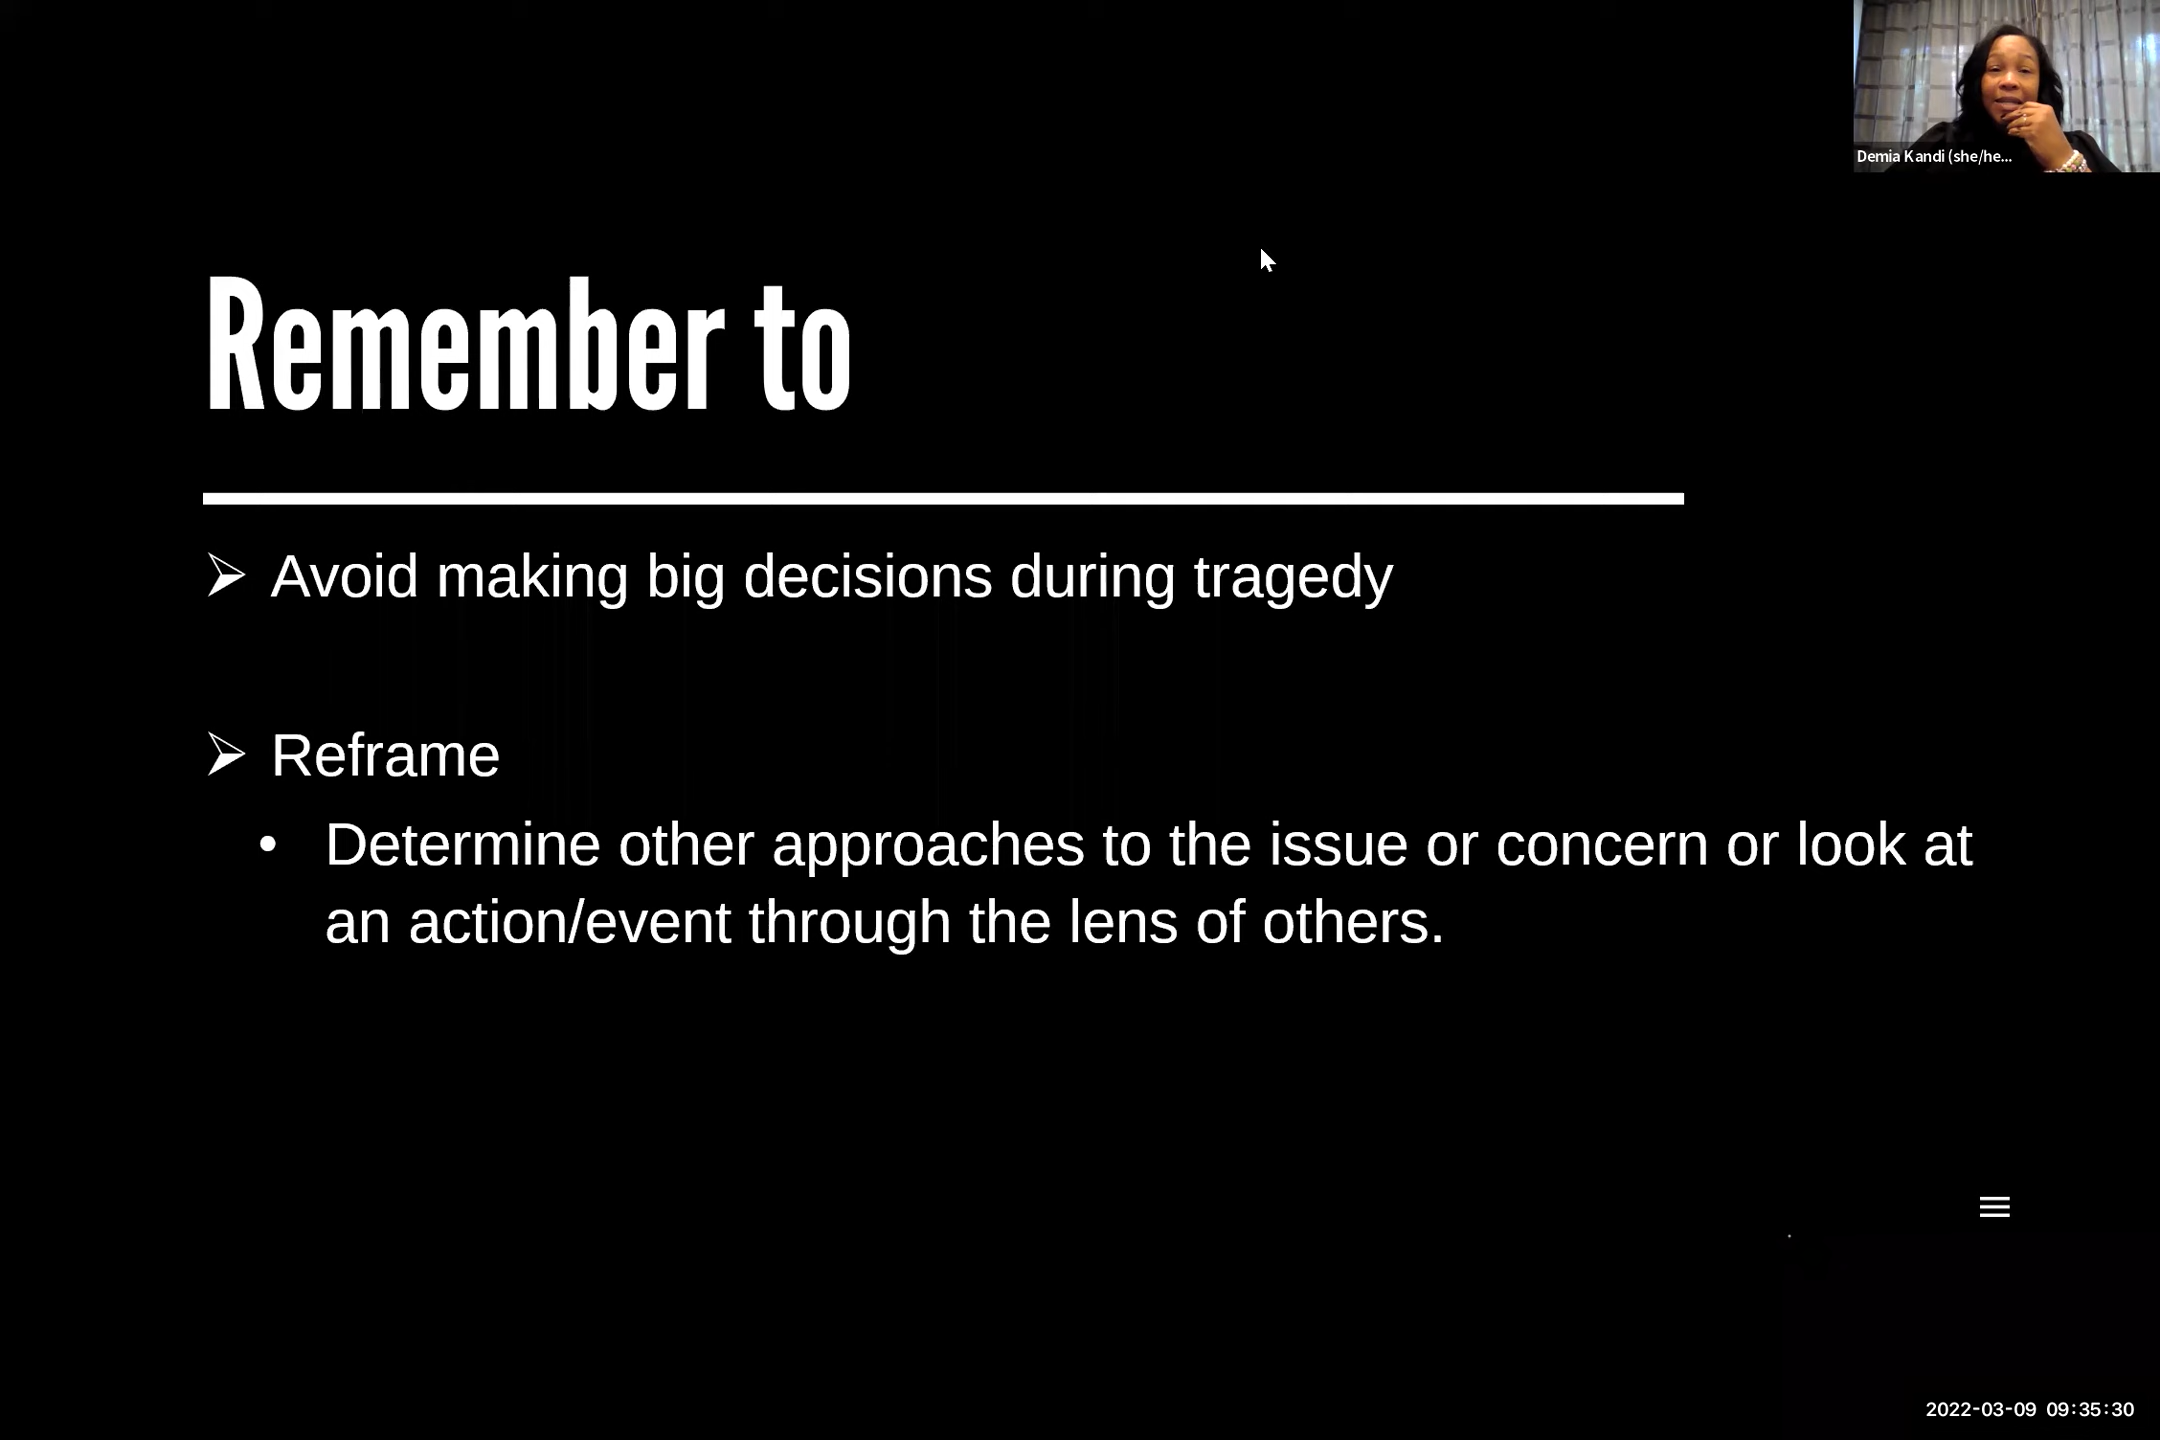 Demia Kandi (she/he...
Remember to
➢ Avoid making big decisions during tragedy
➢ Reframe
• Determine other approaches to the issue or concern or look at
an action/event through the lens of others.
2022-03-09 09:35:30